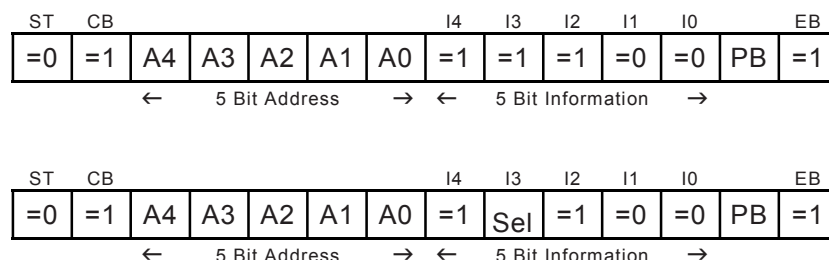 ST CB I4 I3 I2 I1 I0 EB
=0 =1 A4 A3 A2 A1 A0 =1 =1 =1 =0 =0 PB =1
← 5 Bit Address → ← 5 Bit Information →
ST CB I4 I3 I2 I1 I0 EB
=0 =1 A4 A3 A2 A1 A0 =1 Sel =1 =0 =0 PB =1
← 5 Bit Address → ← 5 Bit Information →